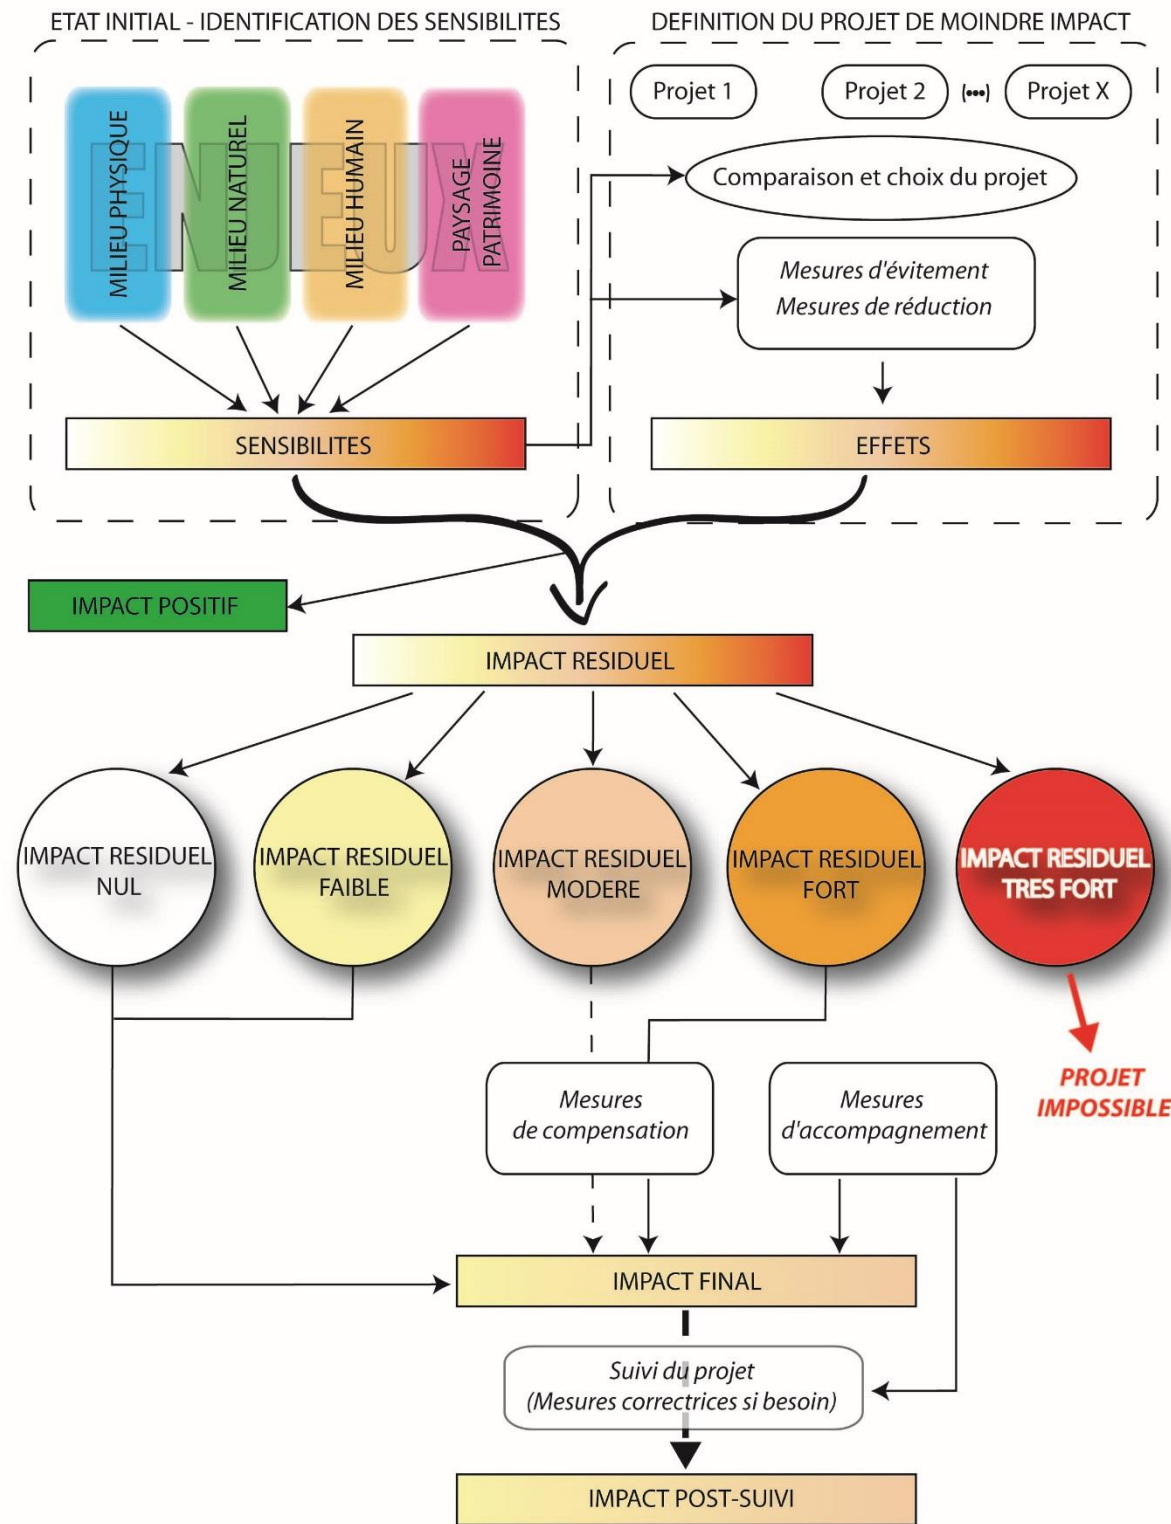 ETAT INITIAL - IDENTIFICATION DES SENSIBILITES
DEFINITION DU PROJET DE MOINDRE IMPACT
ENJEUX
MILIEU PHYSIQUE
MILIEU NATUREL
MILIEU HUMAIN
PAYSAGE
PATRIMOINE
SENSIBILITES
Projet 1
Projet 2
(•••)
Projet X
Comparaison et choix du projet
Mesures d'évitement
Mesures de réduction
EFFETS
IMPACT POSITIF
IMPACT RESIDUEL
IMPACT RESIDUEL
NUL
IMPACT RESIDUEL
FAIBLE
IMPACT RESIDUEL
MODERE
IMPACT RESIDUEL
FORT
IMPACT RESIDUEL
TRES FORT
PROJET
IMPOSSIBLE
Mesures
de compensation
Mesures
d'accompagnement
IMPACT FINAL
Suivi du projet
(Mesures correctrices si besoin)
IMPACT POST-SUIVI